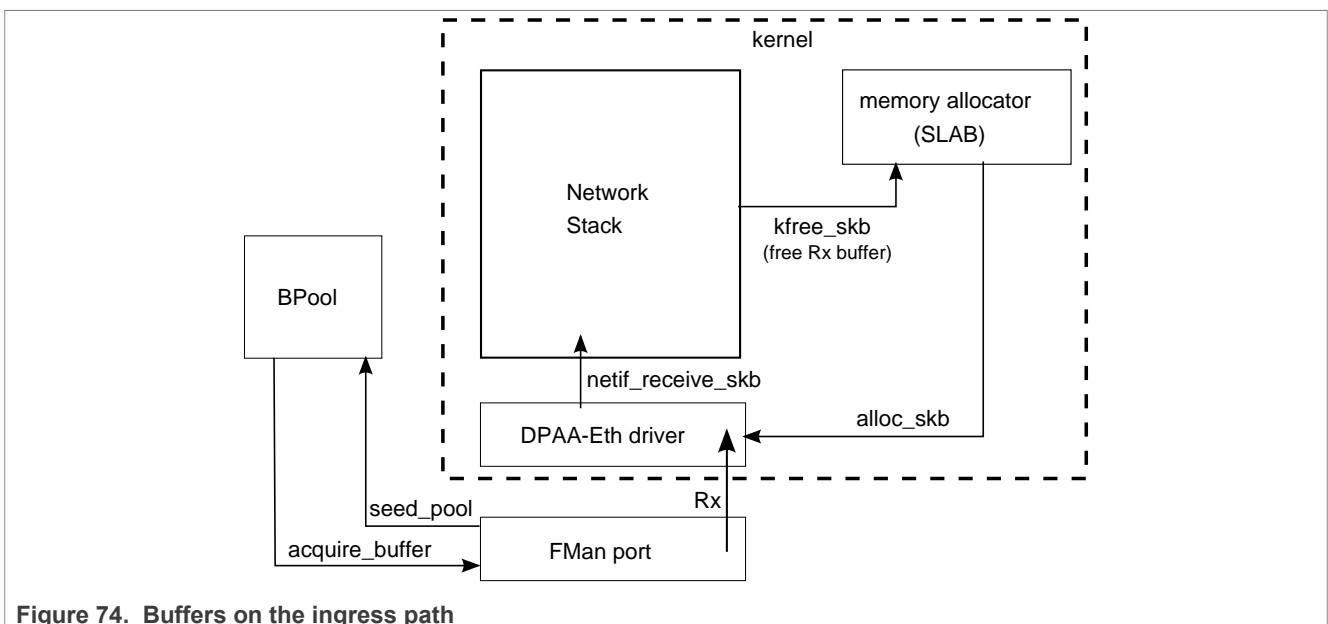 kernel
memory allocator
(SLAB)
Network
Stack
kfree_skb
(free Rx buffer)
BPool
netif_receive_skb
DPAA-Eth driver
alloc_skb
seed_pool
Rx
acquire_buffer
FMan port
Figure 74. Buffers on the ingress path